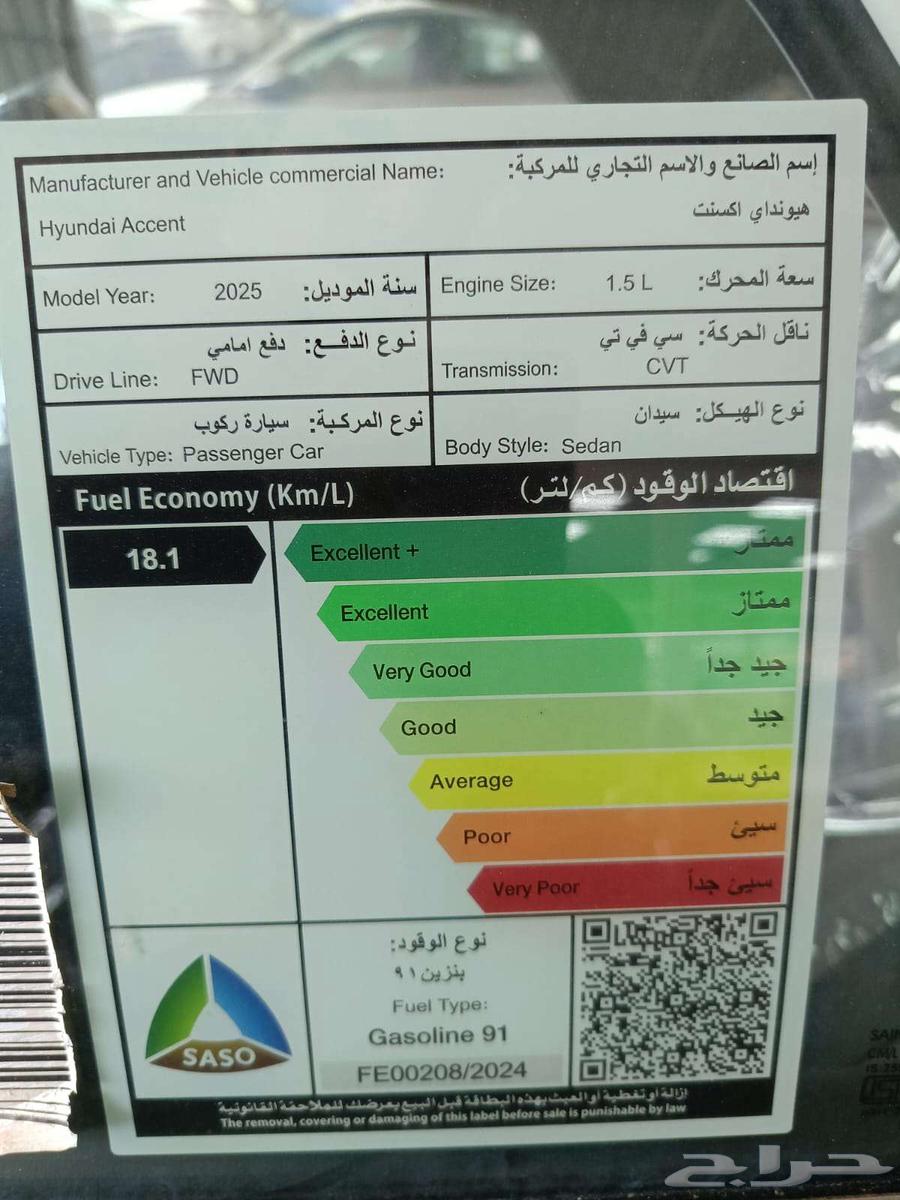 Manufacturer and Vehicle commercial Name: إسم الصانع والاسم التجاري للمركبة:
Hyundai Accent هيونداي اكسنت
Model Year: 2025 سنة الموديل:
Engine Size: 1.5 L سعة المحرك:
نوع الدفع: دفع امامي
Drive Line: FWD
ناقل الحركة: سي في تي
Transmission: CVT
نوع المركبة: سيارة ركوب
Vehicle Type: Passenger Car
نوع الهيكل: سيدان
Body Style: Sedan
Fuel Economy (Km/L) اقتصاد الوقود (كم/لتر)
18.1
Excellent + ممتاز
Excellent ممتاز
Very Good جيد جداً
Good جيد
Average متوسط
Poor سيئ
Very Poor سيئ جداً
SASO
نوع الوقود:
بنزين ٩١
Fuel Type:
Gasoline 91
FE00208/2024
إزالة أو تغطية أو العبث بهذه البطاقة قبل البيع يعرضك للملاحقة القانونية
The removal, covering or damaging of this label before sale is punishable by law
حراج